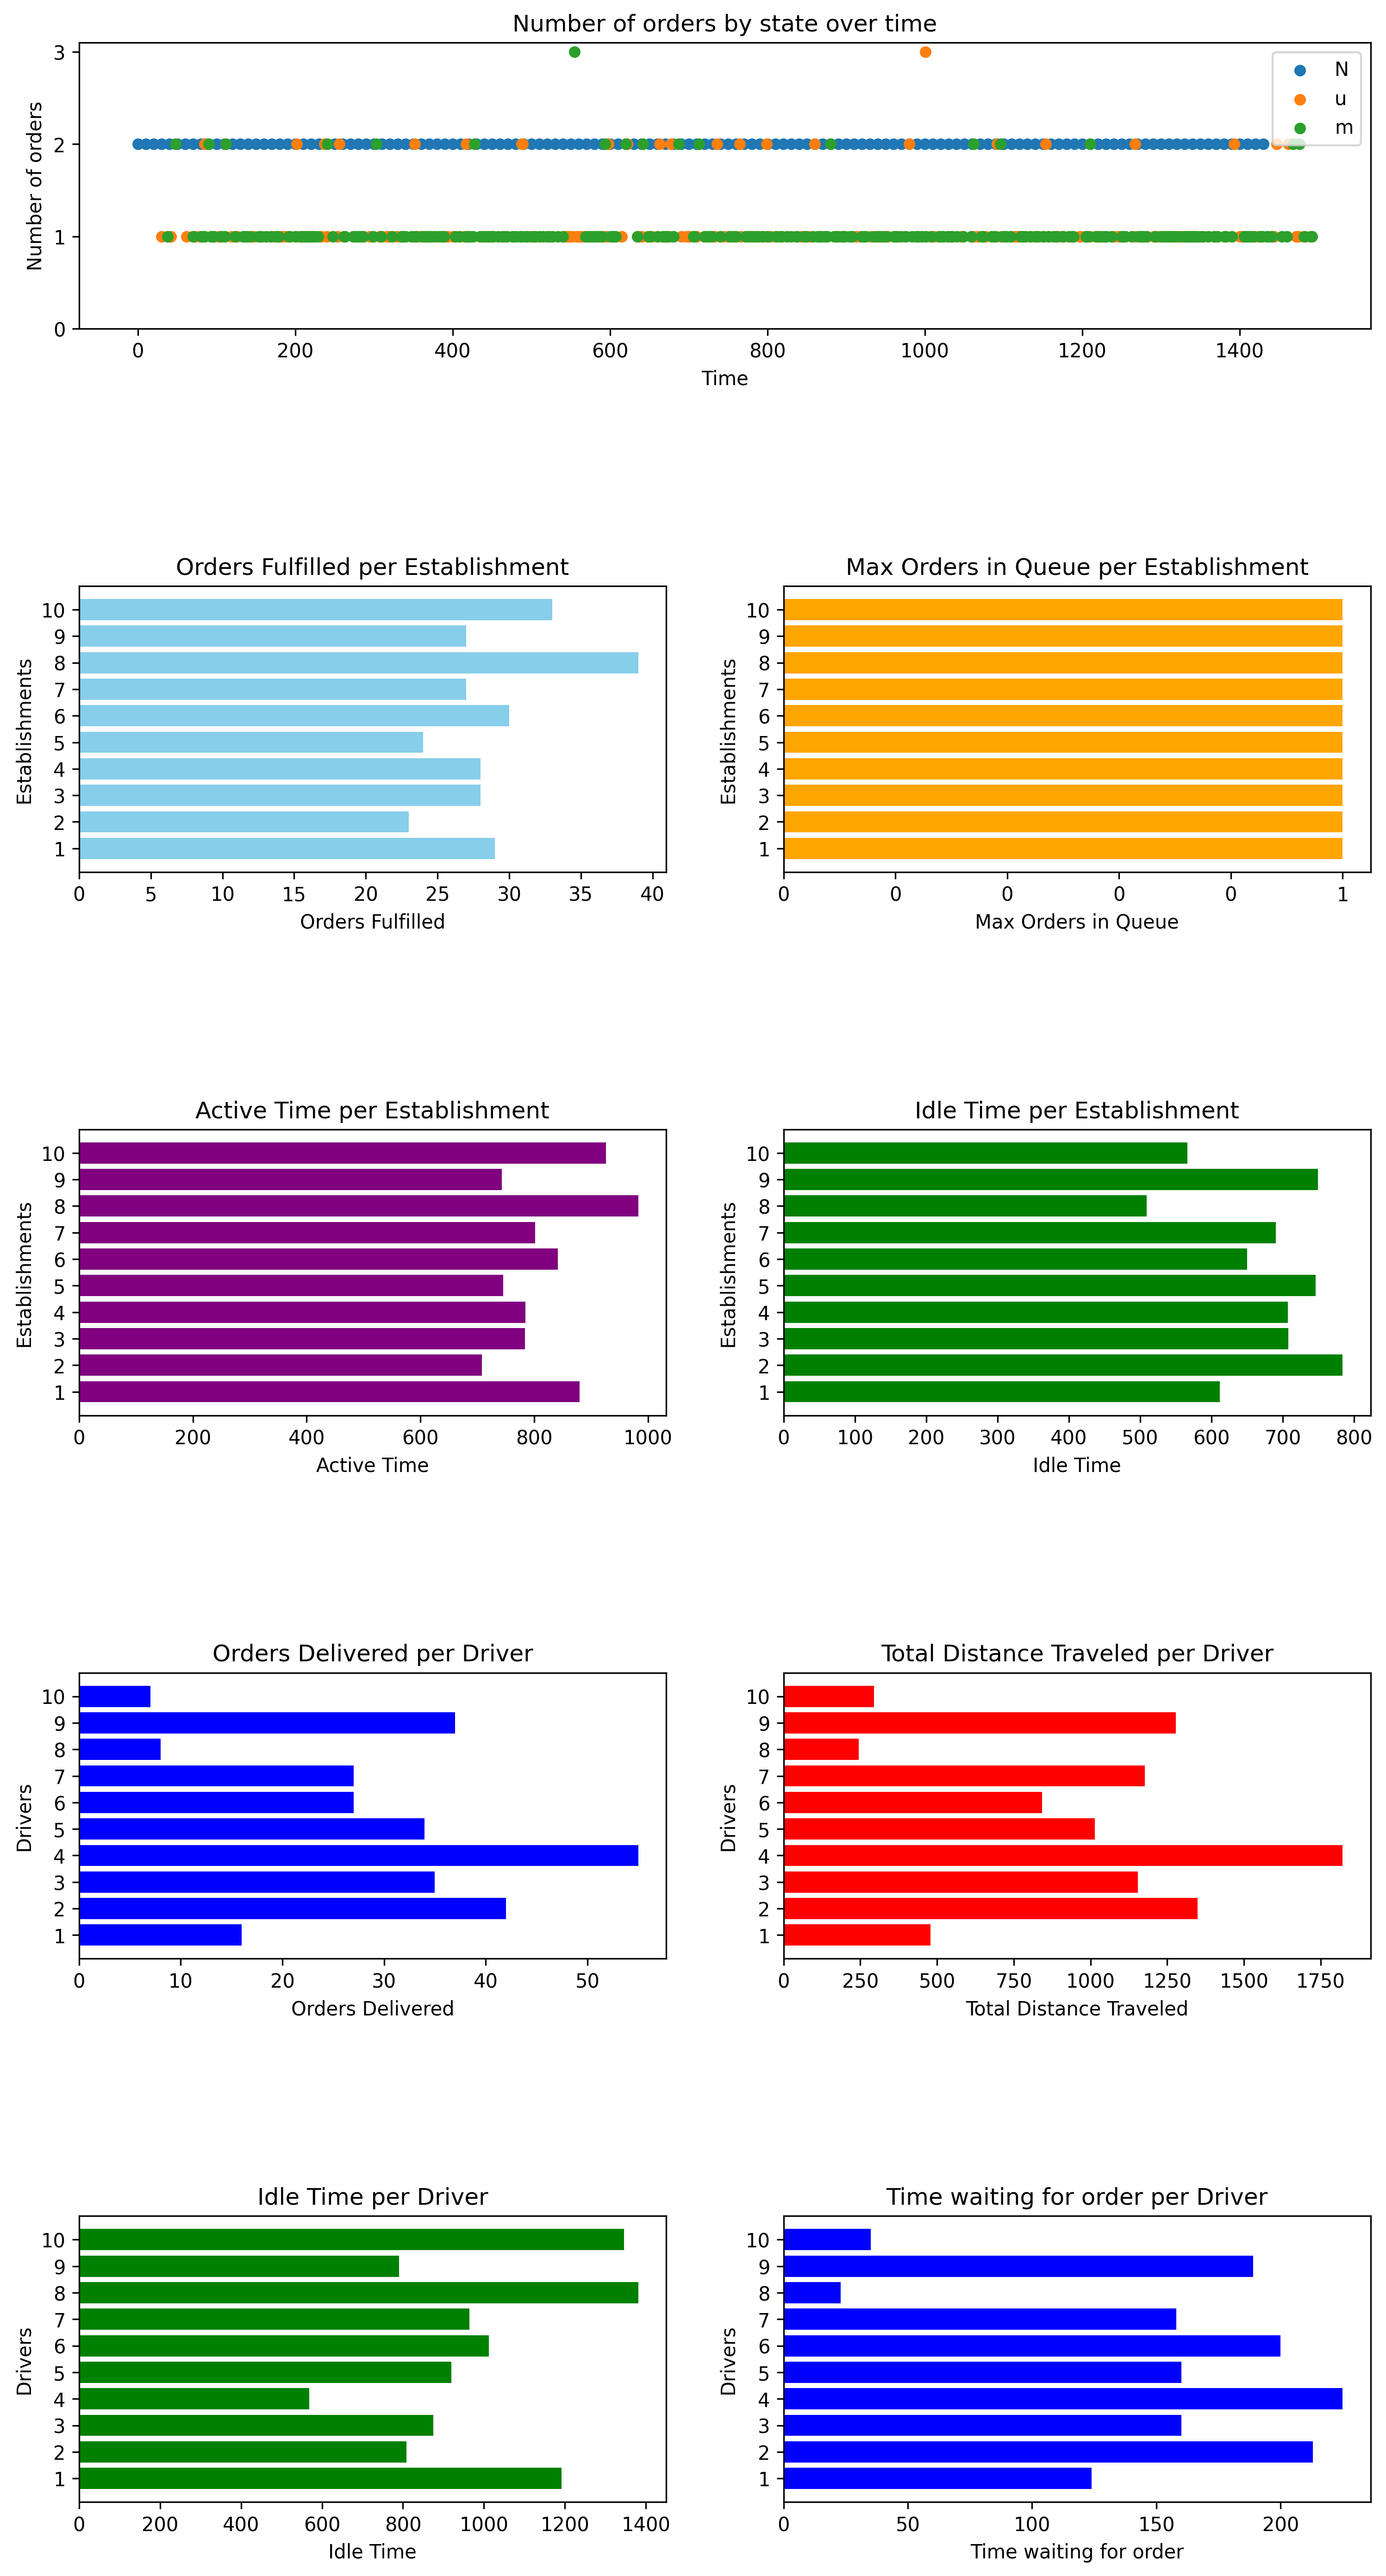 Number of orders by state over time
Number of orders
3
2
1
0
N
u
m
0 200 400 600 800 1000 1200 1400
Time
Orders Fulfilled per Establishment
Establishments
10
9
8
7
6
5
4
3
2
1
0 5 10 15 20 25 30 35 40
Orders Fulfilled
Max Orders in Queue per Establishment
Establishments
10
9
8
7
6
5
4
3
2
1
0 0 0 0 0 1
Max Orders in Queue
Active Time per Establishment
Establishments
10
9
8
7
6
5
4
3
2
1
0 200 400 600 800 1000
Active Time
Idle Time per Establishment
Establishments
10
9
8
7
6
5
4
3
2
1
0 100 200 300 400 500 600 700 800
Idle Time
Orders Delivered per Driver
Drivers
10
9
8
7
6
5
4
3
2
1
0 10 20 30 40 50
Orders Delivered
Total Distance Traveled per Driver
Drivers
10
9
8
7
6
5
4
3
2
1
0 250 500 750 1000 1250 1500 1750
Total Distance Traveled
Idle Time per Driver
Drivers
10
9
8
7
6
5
4
3
2
1
0 200 400 600 800 1000 1200 1400
Idle Time
Time waiting for order per Driver
Drivers
10
9
8
7
6
5
4
3
2
1
0 50 100 150 200
Time waiting for order